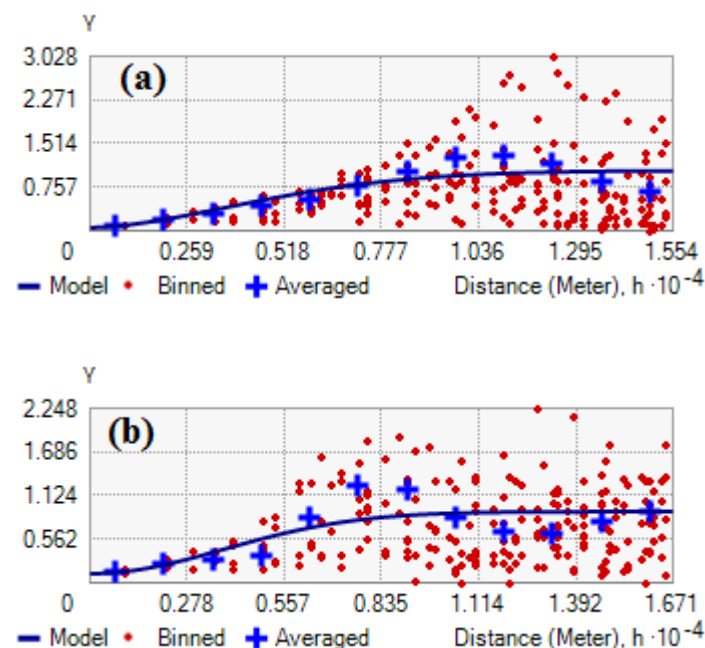 γ
(a)
3.028
2.271
1.514
0.757
0 0.259 0.518 0.777 1.036 1.295 1.554
Model Binned Averaged Distance (Meter), h ·10-4
γ
(b)
2.248
1.686
1.124
0.562
0 0.278 0.557 0.835 1.114 1.392 1.671
Model Binned Averaged Distance (Meter), h ·10-4